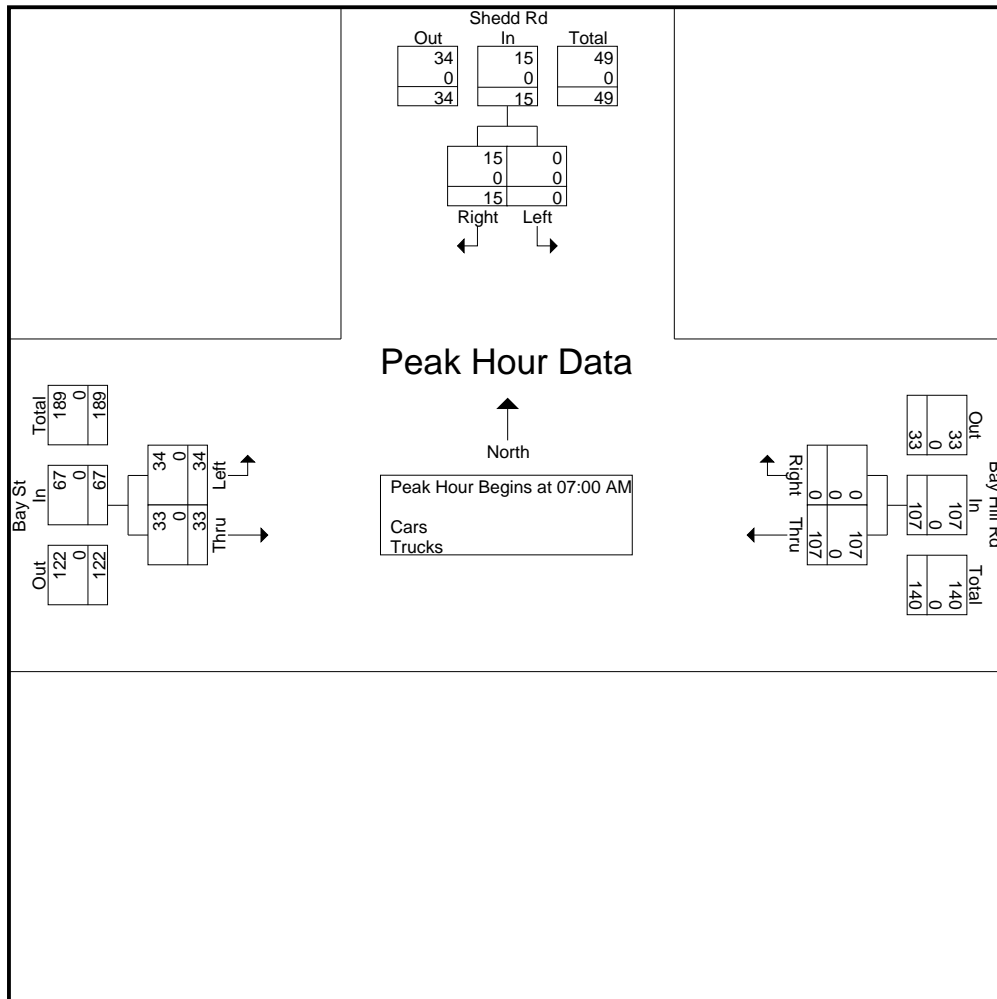 Shedd Rd
Out In Total
34 15 49
0 0 0
34 15 49
15 0
0 0
15 0
Right Left
Peak Hour Data
North
Peak Hour Begins at 07:00 AM
Cars
Trucks
Bay St
Out In Total
122 67 189
0 0 0
122 67 189
Thru Left
33 34
0 0
33 34
Bay Hill Rd
Out In Total
33 107 140
0 0 0
33 107 140
Right Thru
0 107
0 0
0 107